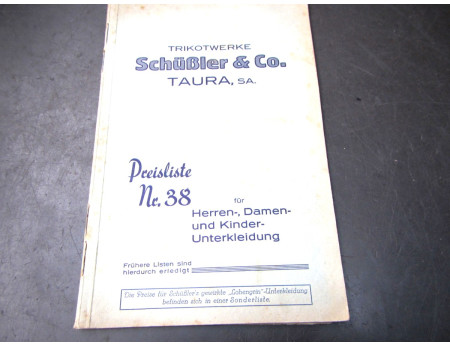 TRIKOTWERKE
Schüßler & Co.
TAURA, SA.
Preisliste
Nr. 38
für
Herren-, Damen-
und Kinder-
Unterkleidung
Frühere Listen sind
hierdurch erledigt
Die Preise für Schüßler's gewirkte „Lohengrin"-Unterkleidung
befinden sich in einer Sonderliste.